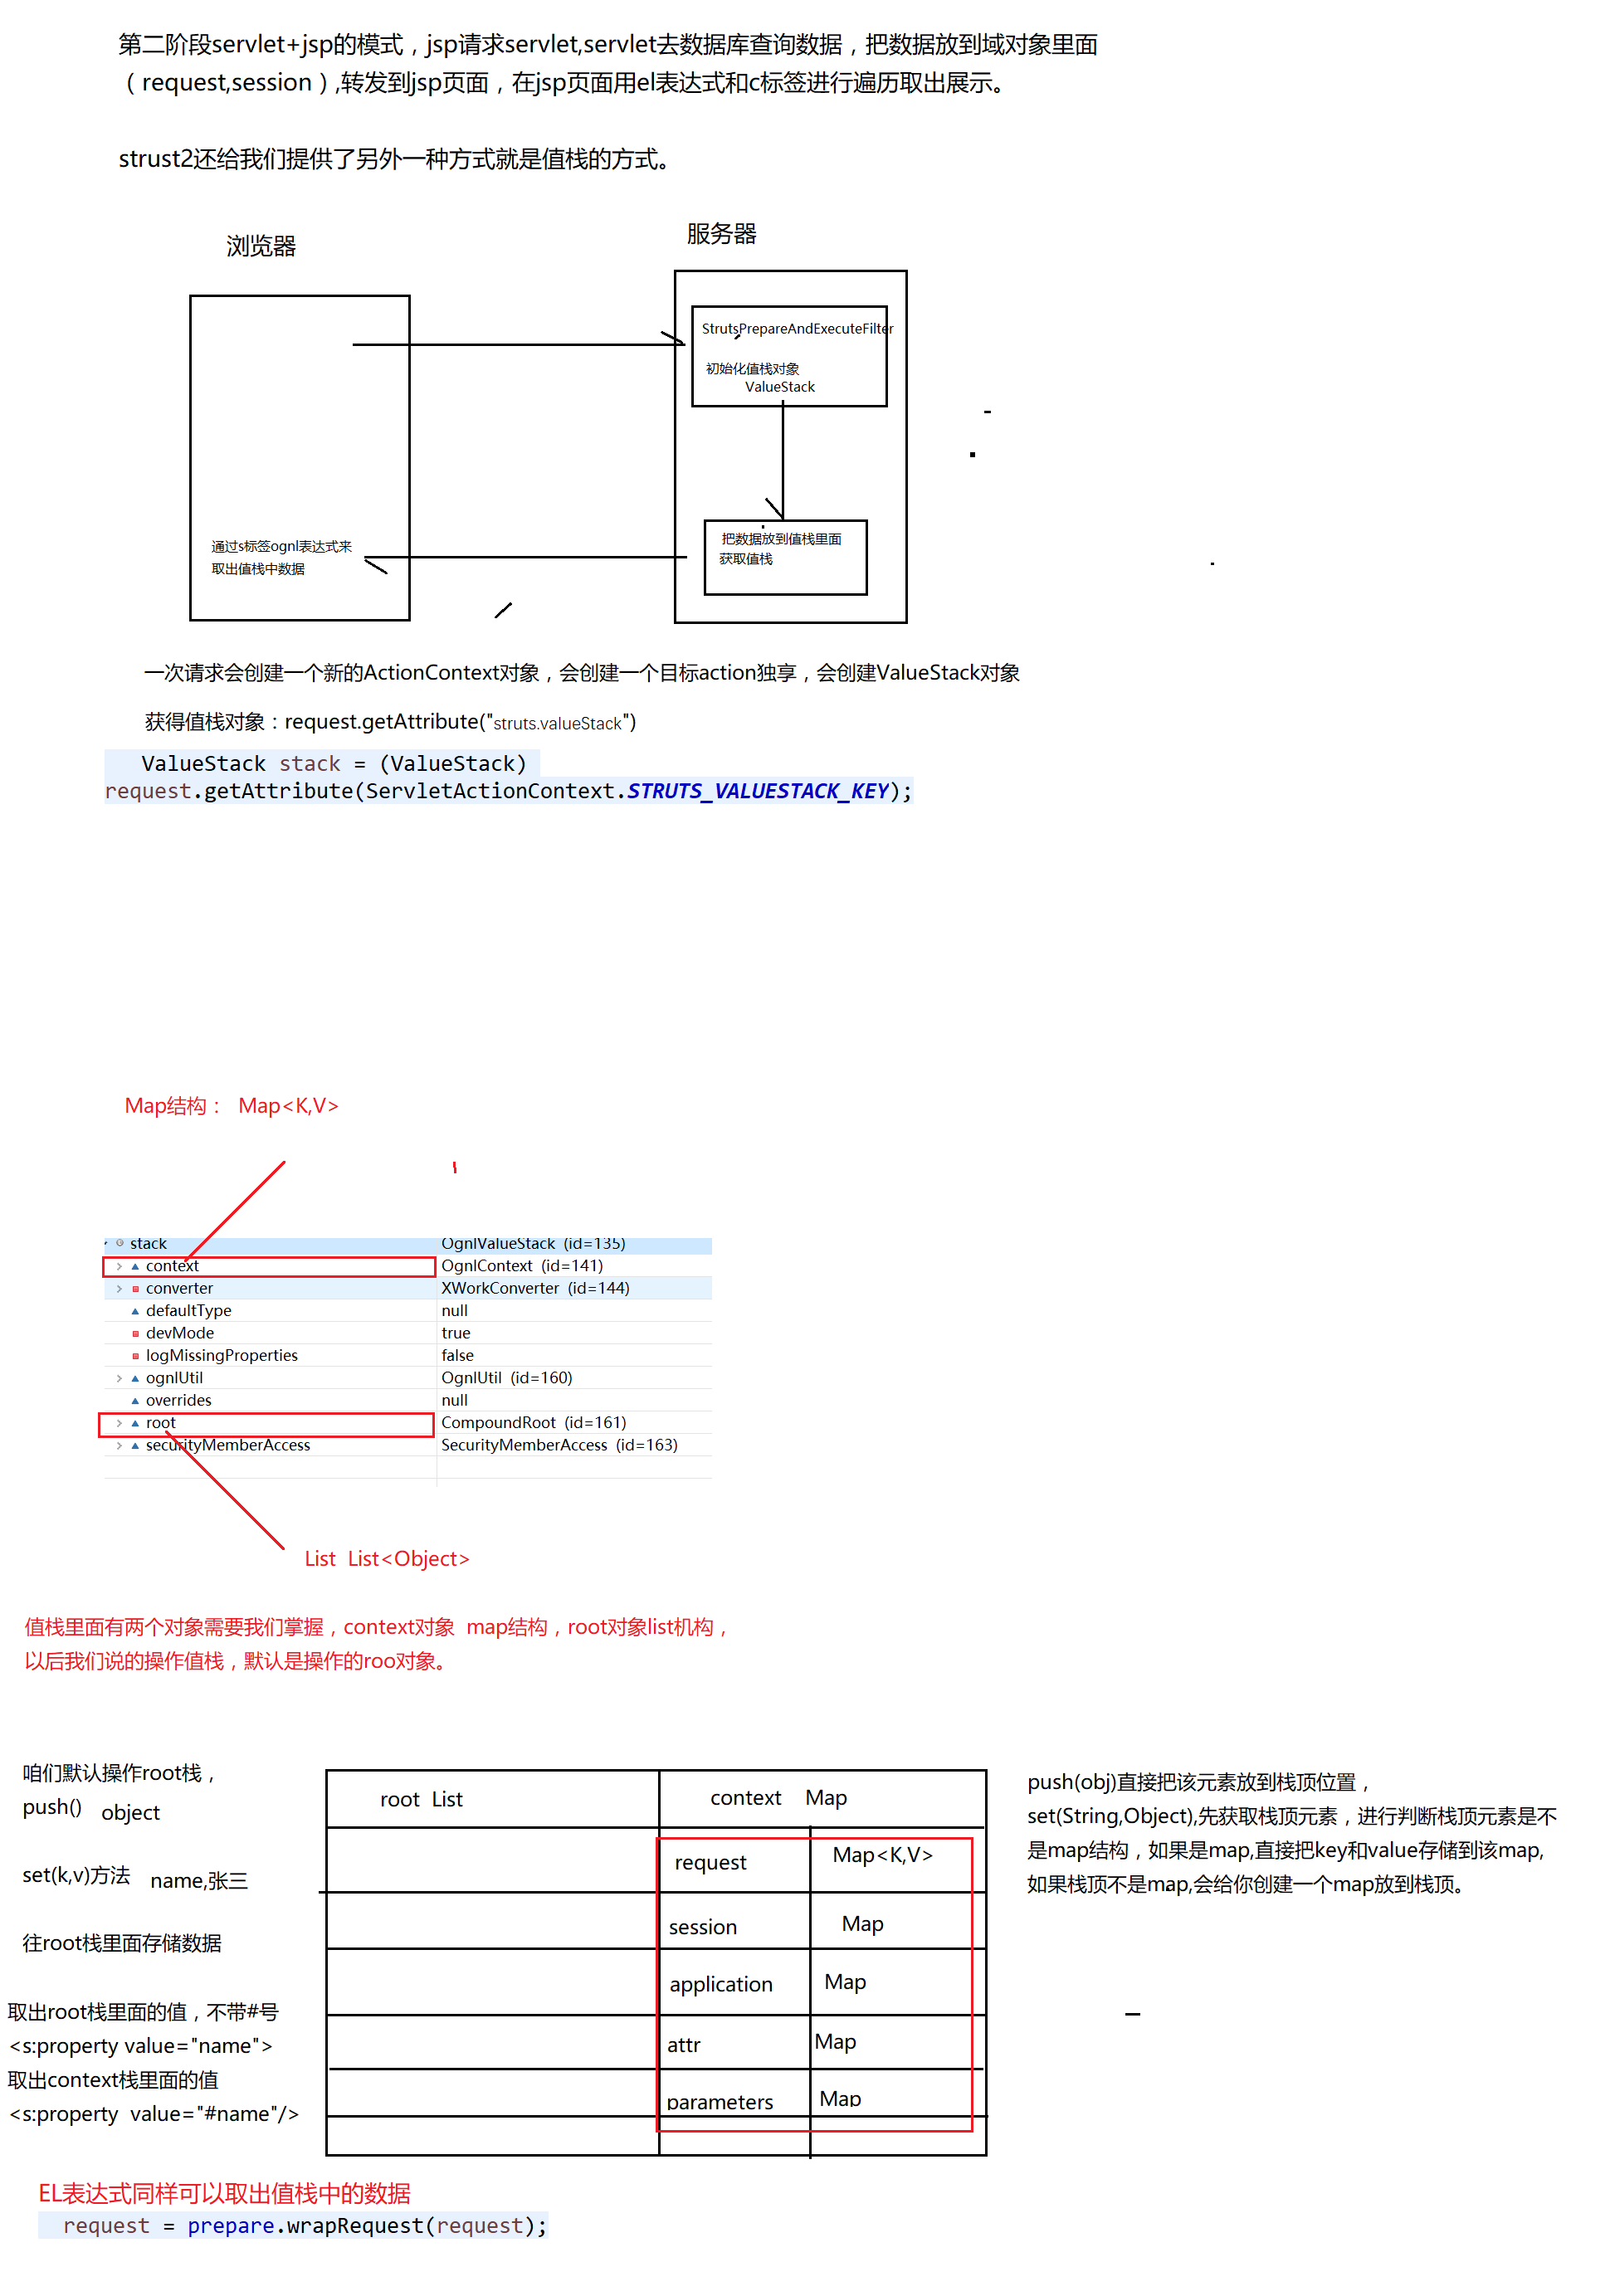 第二阶段servlet+jsp的模式，jsp请求servlet,servlet去数据库查询数据，把数据放到域对象里面
（request,session）,转发到jsp页面，在jsp页面用el表达式和c标签进行遍历取出展示。
strust2还给我们提供了另外一种方式就是值栈的方式。
浏览器
服务器
StrutsPrepareAndExecuteFilter
初始化值栈对象
ValueStack
通过s标签ognl表达式来
取出值栈中数据
把数据放到值栈里面
获取值栈
一次请求会创建一个新的ActionContext对象，会创建一个目标action独享，会创建ValueStack对象
获得值栈对象：request.getAttribute("struts.valueStack")
ValueStack stack = (ValueStack)
request.getAttribute(ServletActionContext.STRUTS_VALUESTACK_KEY);
Map结构： Map<K,V>
stack OgnlValueStack (id=135)
context OgnlContext (id=141)
converter XWorkConverter (id=144)
defaultType null
devMode true
logMissingProperties false
ognlUtil OgnlUtil (id=160)
overrides null
root CompoundRoot (id=161)
securityMemberAccess SecurityMemberAccess (id=163)
List List<Object>
值栈里面有两个对象需要我们掌握，context对象 map结构，root对象list机构，
以后我们说的操作值栈，默认是操作的roo对象。
咱们默认操作root栈，
push() object
set(k,v)方法 name,张三
往root栈里面存储数据
取出root栈里面的值，不带#号
<s:property value="name">
取出context栈里面的值
<s:property value="#name"/>
root List
context Map
request Map<K,V>
session Map
application Map
attr Map
parameters Map
push(obj)直接把该元素放到栈顶位置，
set(String,Object),先获取栈顶元素，进行判断栈顶元素是不
是map结构，如果是map,直接把key和value存储到该map,
如果栈顶不是map,会给你创建一个map放到栈顶。
EL表达式同样可以取出值栈中的数据
request = prepare.wrapRequest(request);